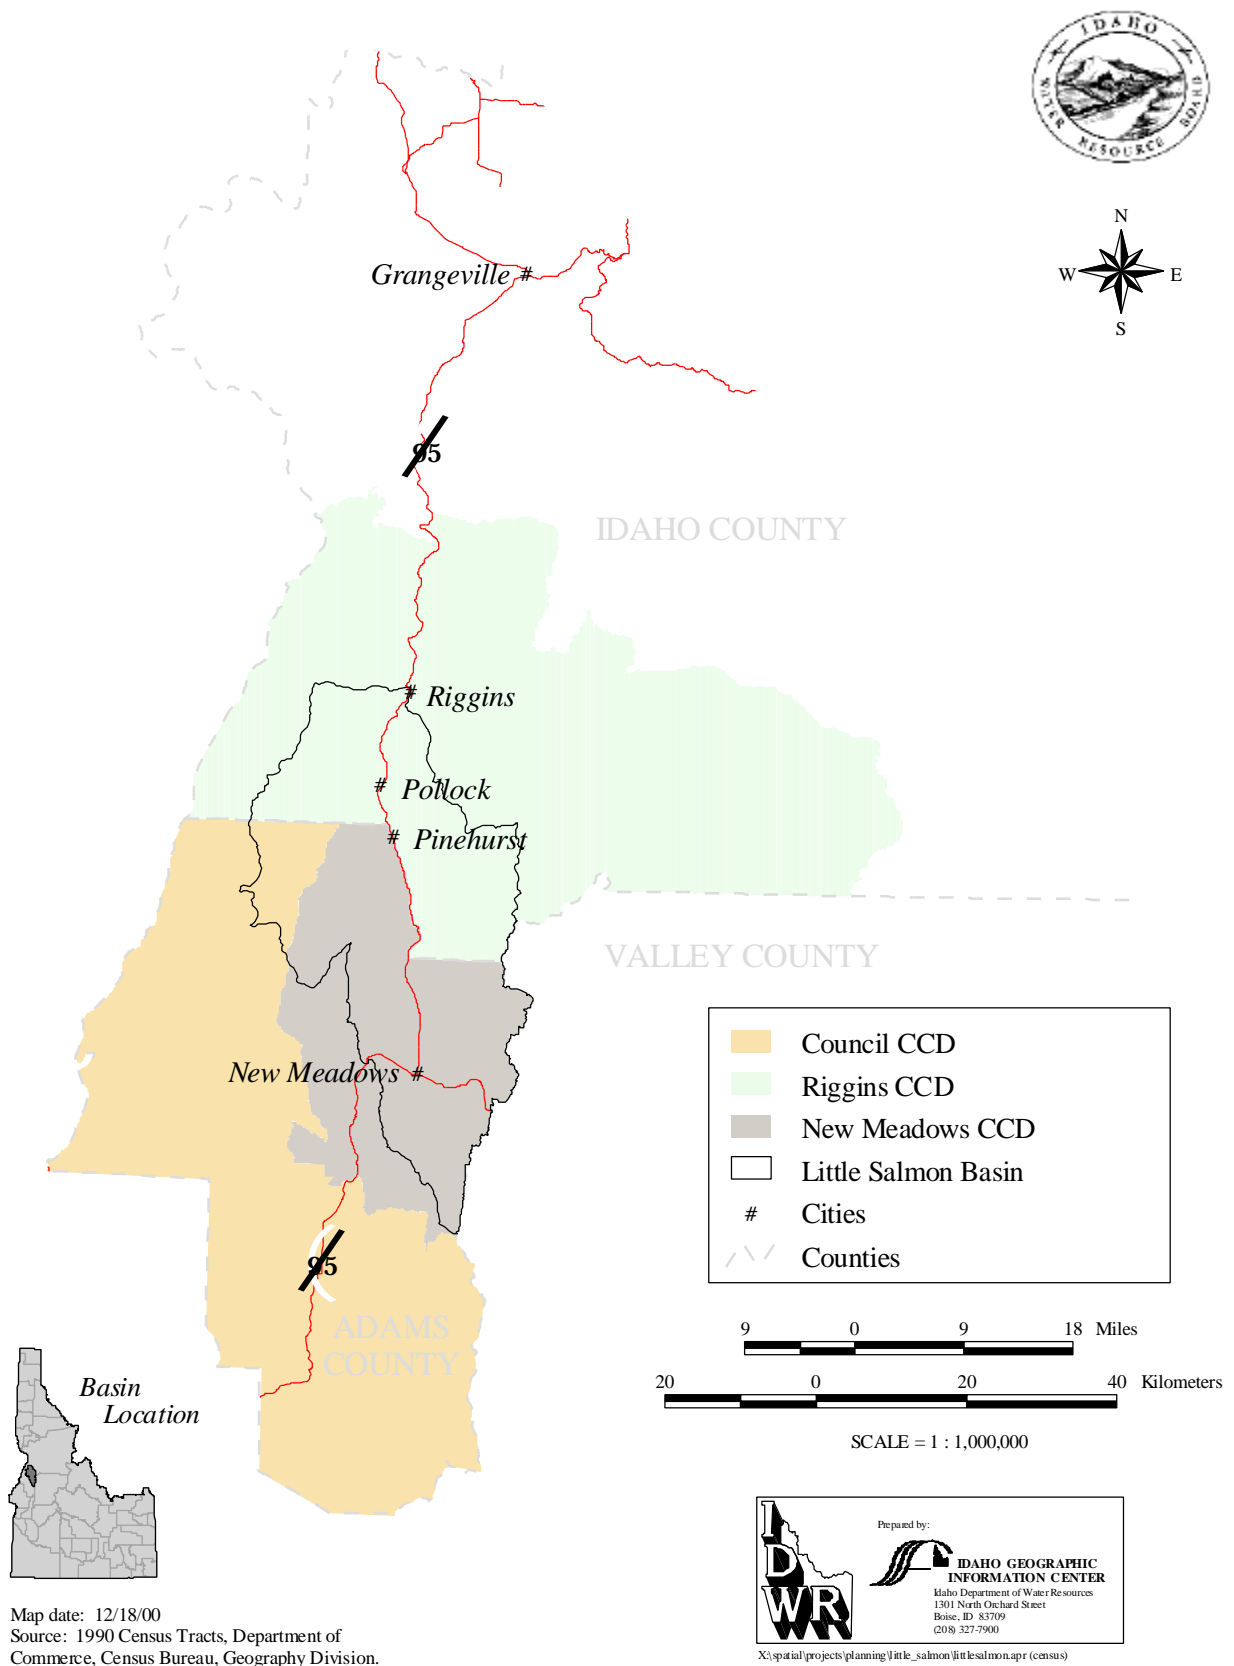 IDAHO
WATER RESOURCE BOARD
N
W E
S
Grangeville #
95
IDAHO COUNTY
# Riggins
# Pollock
# Pinehurst
VALLEY COUNTY
New Meadows #
Council CCD
Riggins CCD
New Meadows CCD
Little Salmon Basin
# Cities
Counties
95
ADAMS
COUNTY
9 0 9 18 Miles
20 0 20 40 Kilometers
SCALE = 1 : 1,000,000
Basin
Location
IDWR
Prepared by:
IDAHO GEOGRAPHIC
INFORMATION CENTER
Idaho Department of Water Resources
1301 North Orchard Street
Boise, ID 83709
(208) 327-7900
Map date: 12/18/00
Source: 1990 Census Tracts, Department of
Commerce, Census Bureau, Geography Division.
X:\spatial\projects\planning\little_salmon\littlesalmon.apr (census)